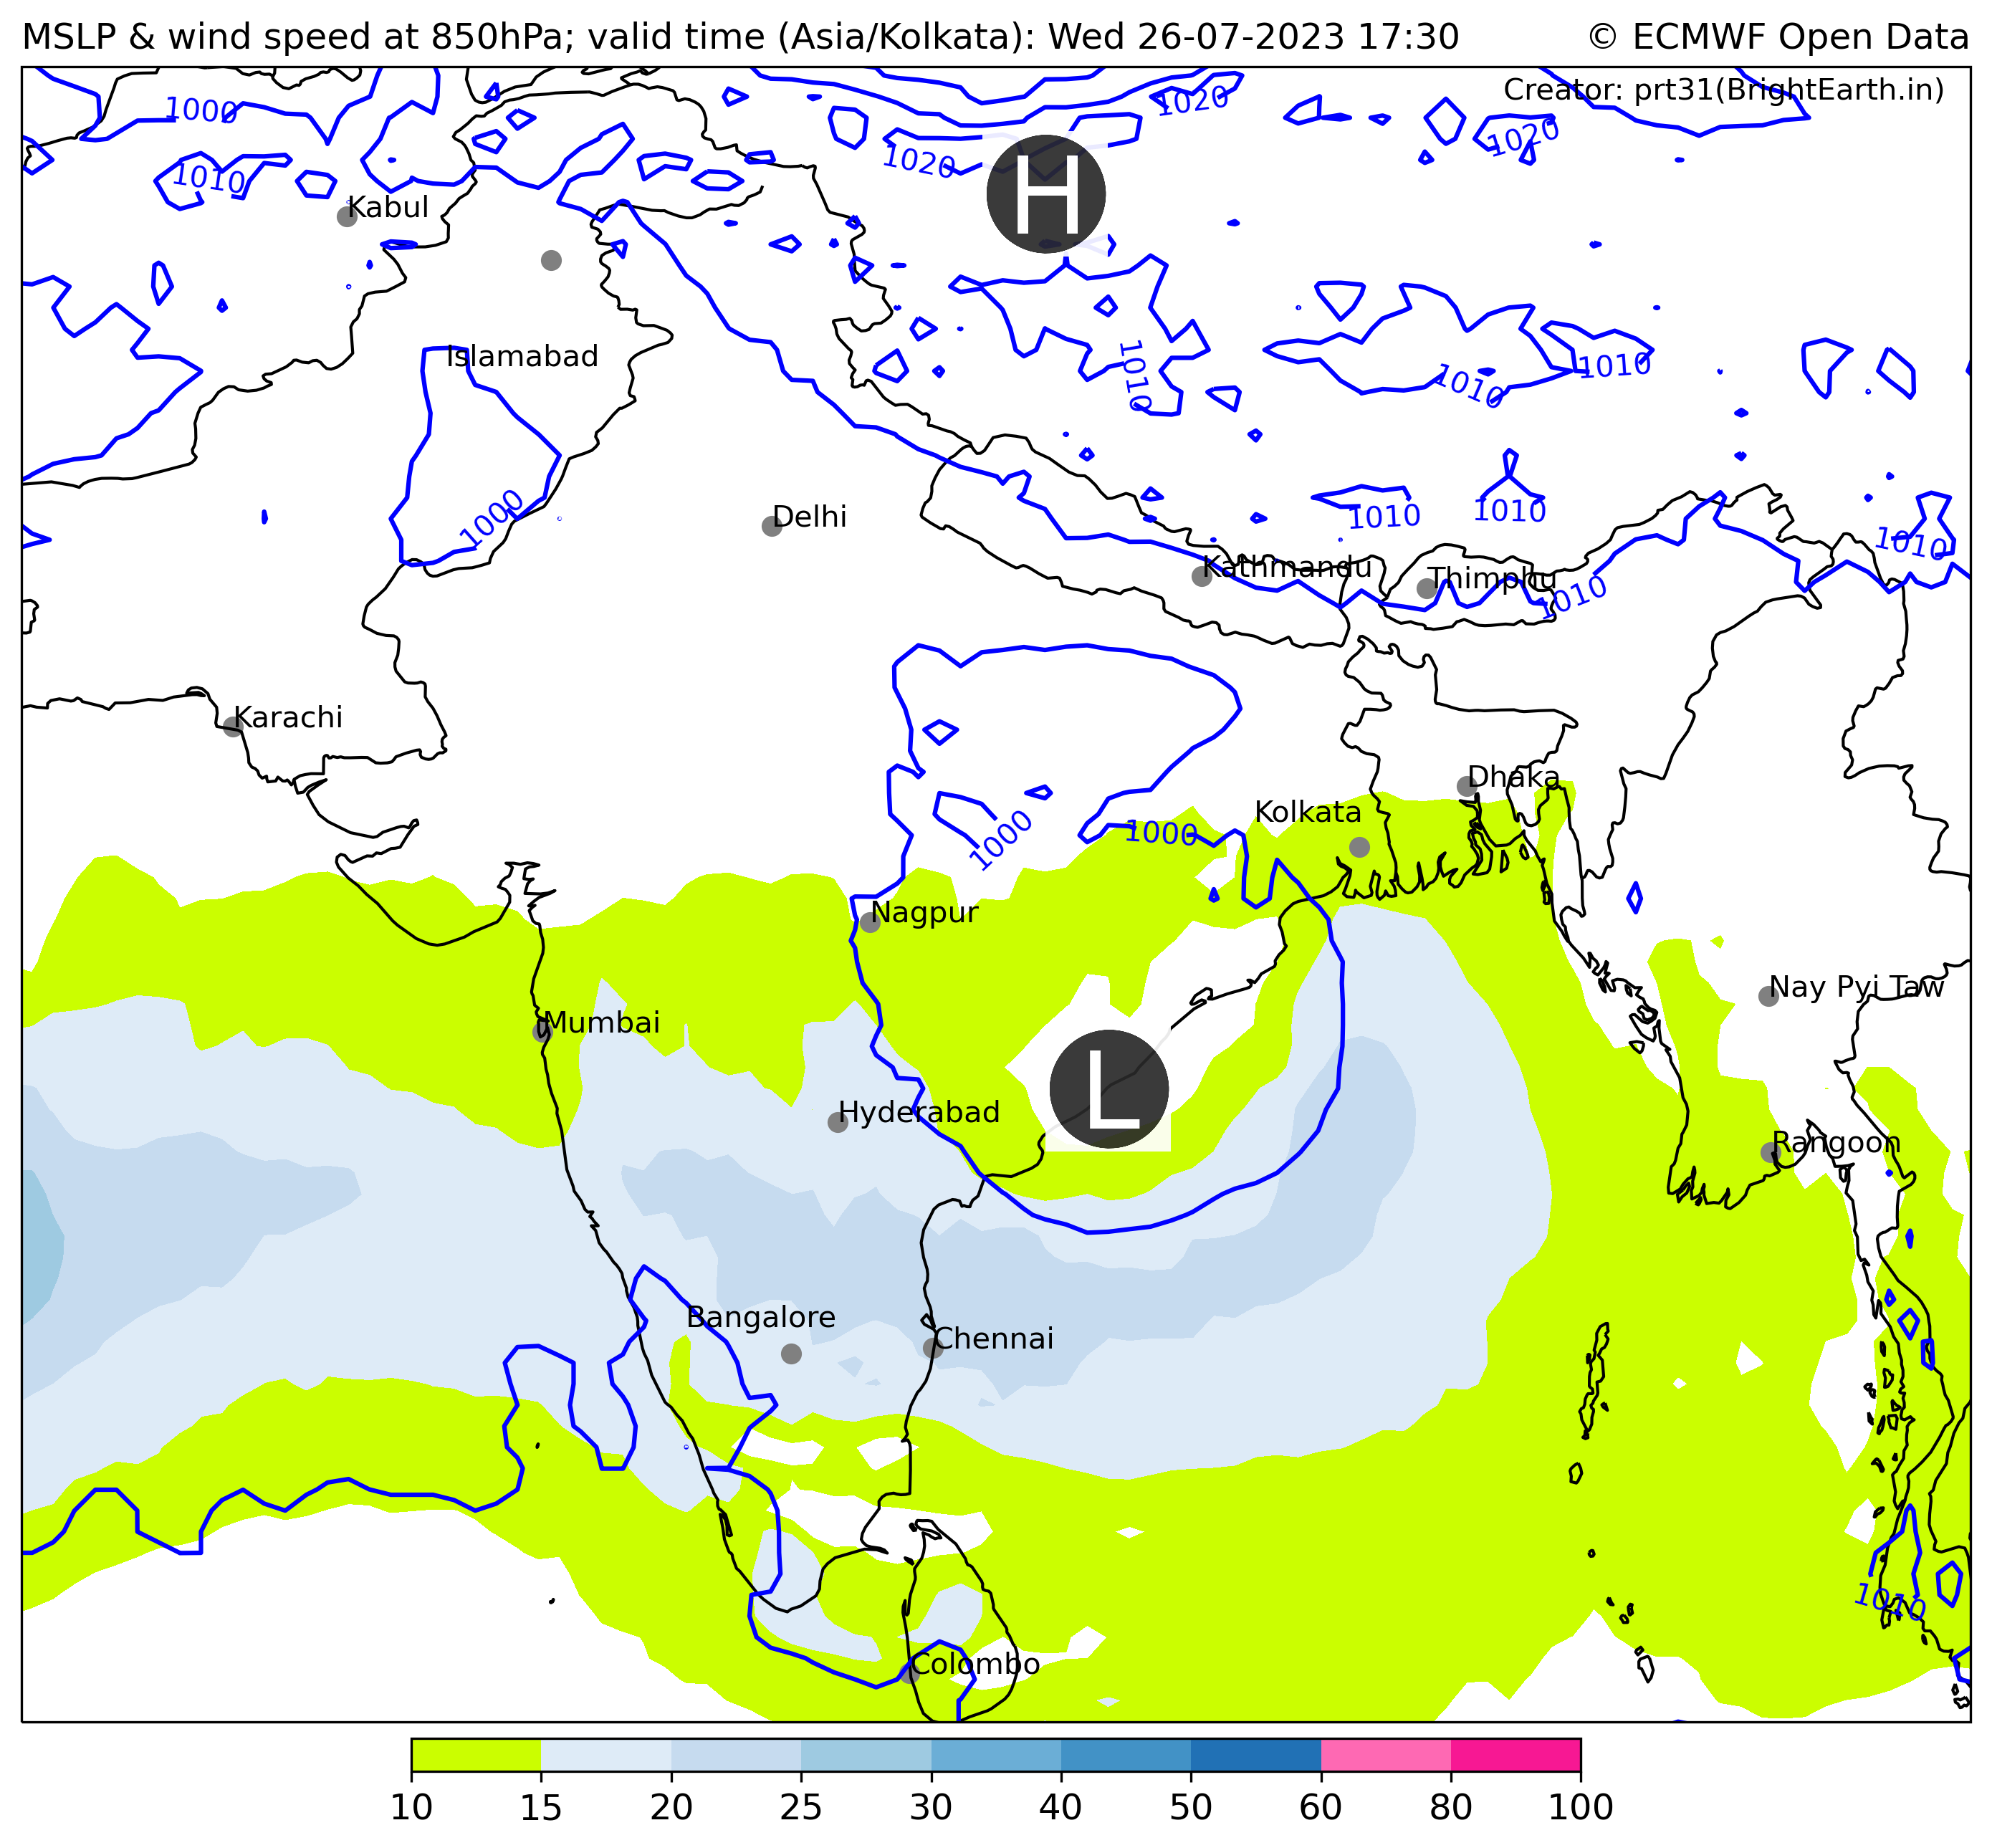 MSLP & wind speed at 850hPa; valid time (Asia/Kolkata): Wed 26-07-2023 17:30
© ECMWF Open Data
Creator: prt31(BrightEarth.in)
1000
1020
1020
1020
1010
H
Kabul
Islamabad
1010
1010
1010
1000
Delhi
1010
1010
1010
Kathmandu
Thimphu
1010
Karachi
Dhaka
Kolkata
1000
1000
Nagpur
Nay Pyi Taw
Mumbai
L
Hyderabad
Rangoon
Bangalore
Chennai
1010
Colombo
10 15 20 25 30 40 50 60 80 100